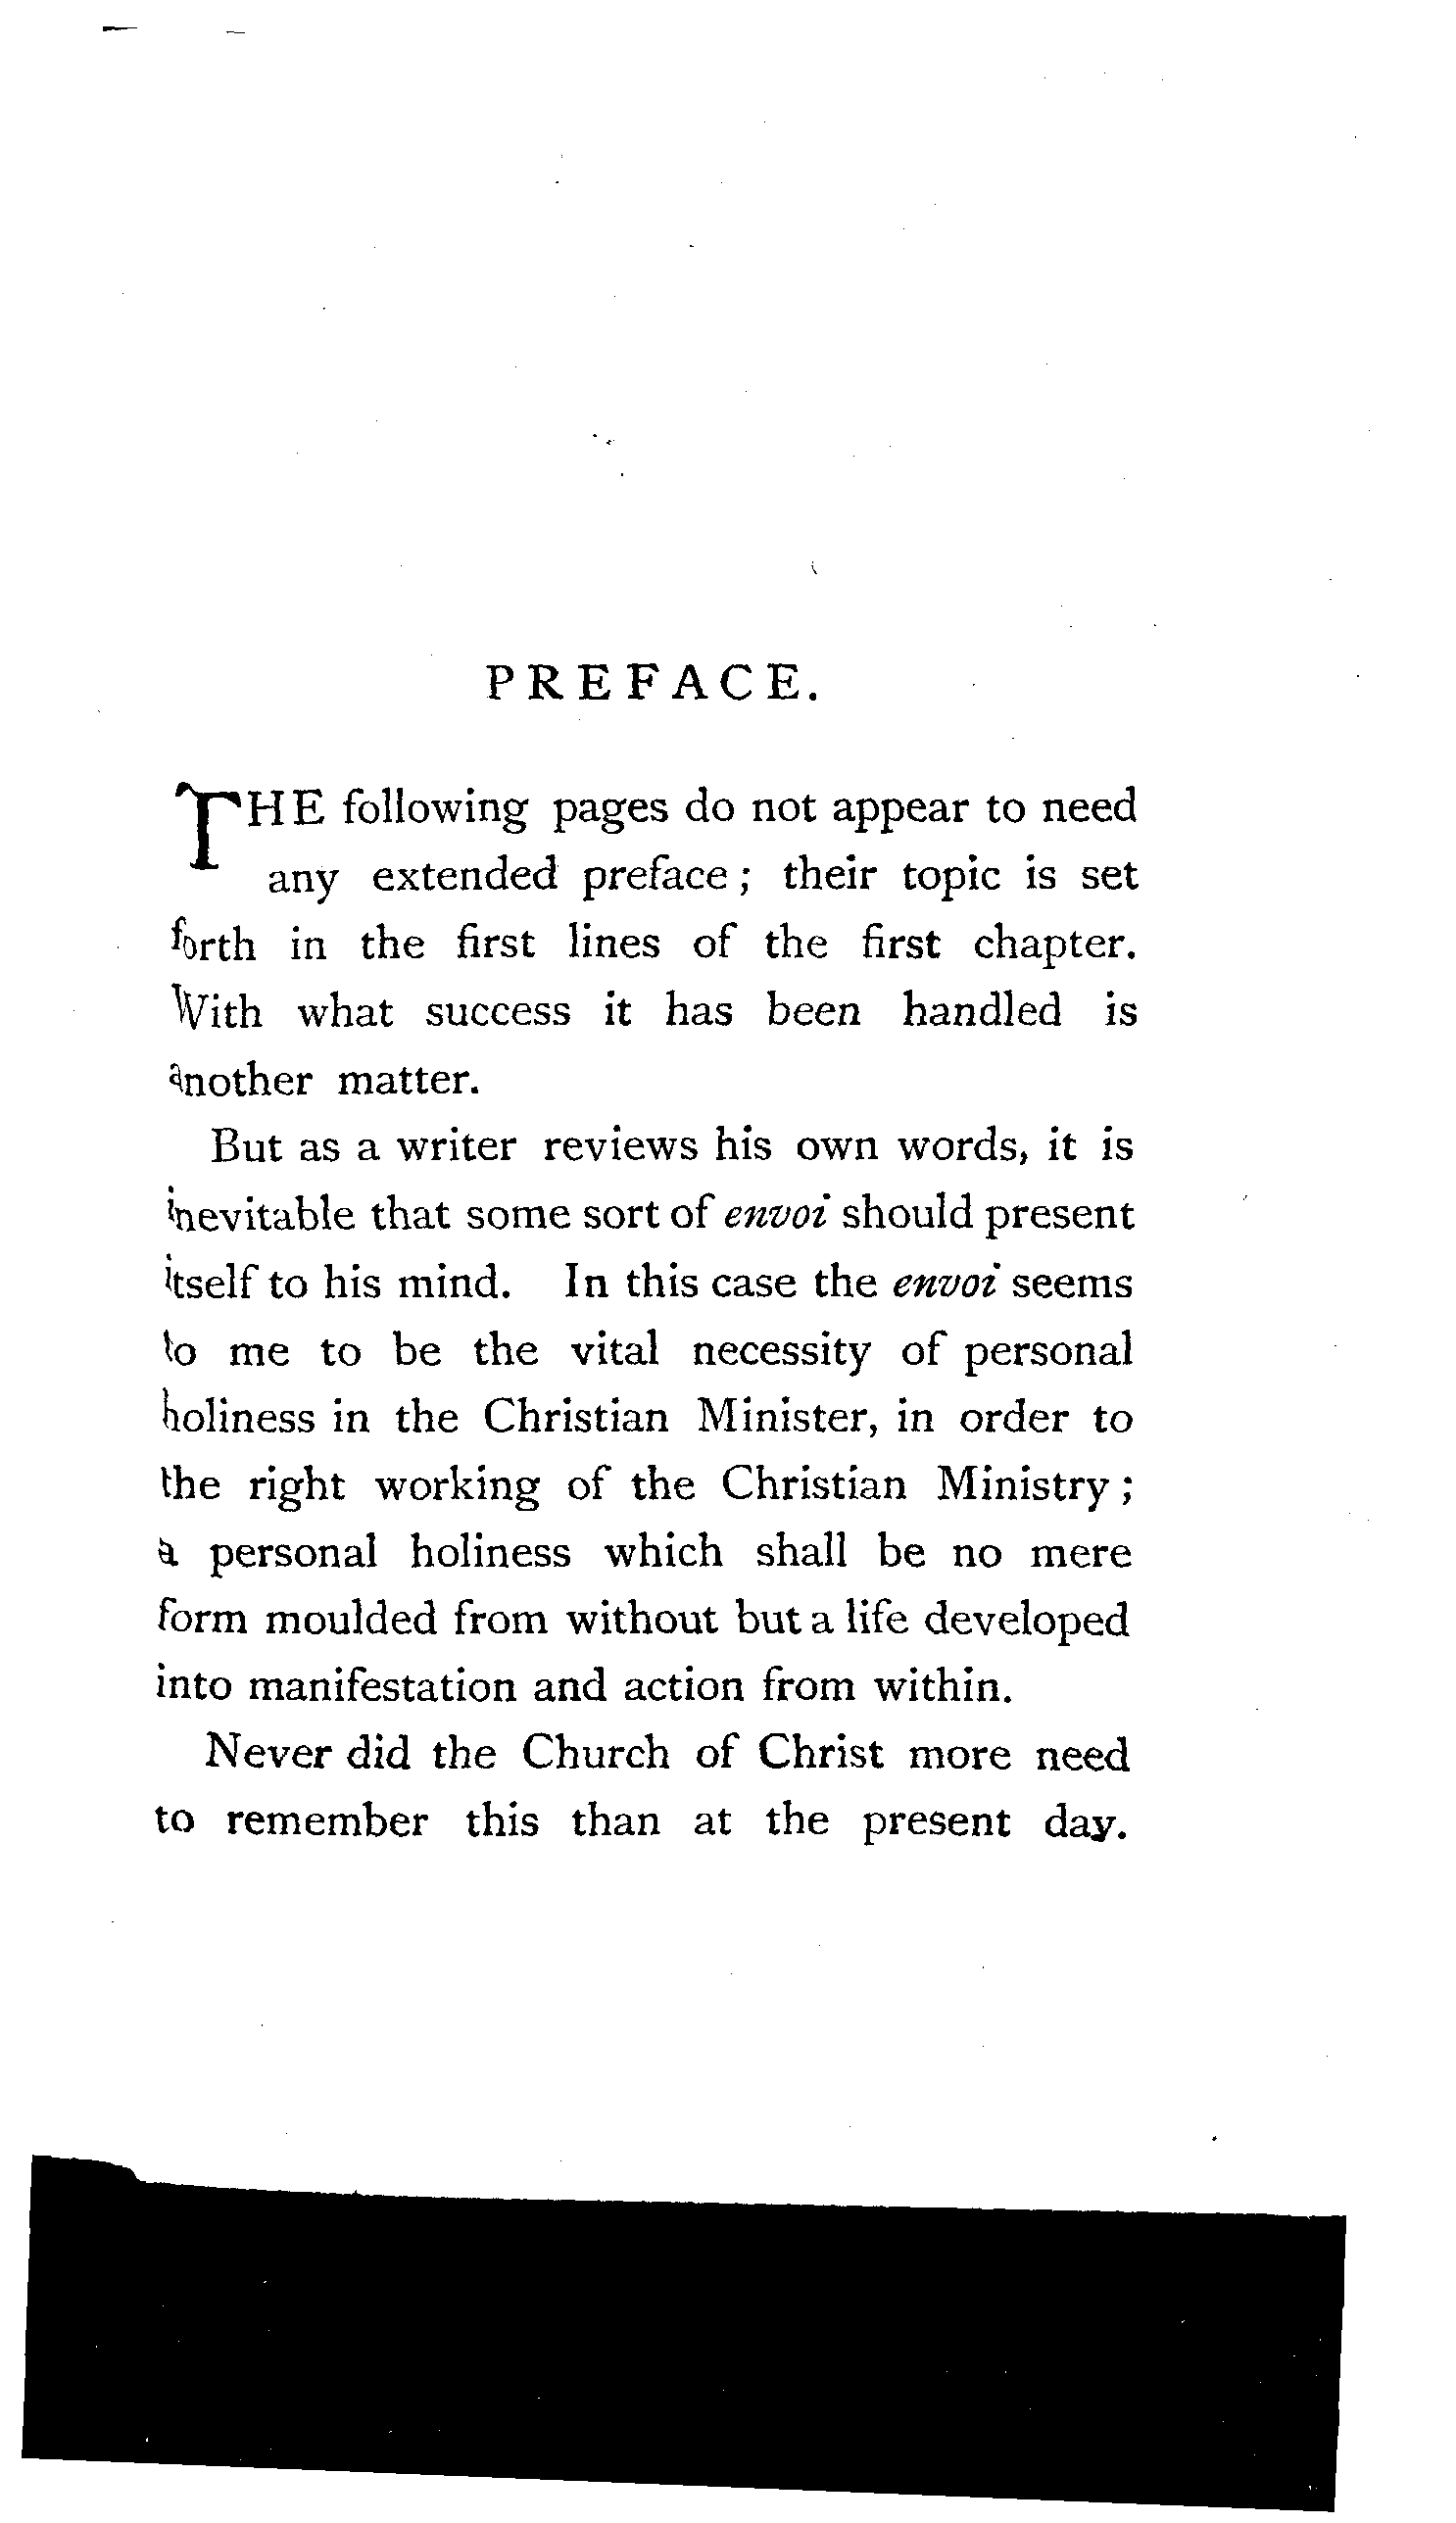 PREFACE.
THE following pages do not appear to need
any extended preface; their topic is set
forth in the first lines of the first chapter.
With what success it has been handled is
another matter.
But as a writer reviews his own words, it is
inevitable that some sort of envoi should present
itself to his mind. In this case the envoi seems
to me to be the vital necessity of personal
holiness in the Christian Minister, in order to
the right working of the Christian Ministry;
a personal holiness which shall be no mere
form moulded from without but a life developed
into manifestation and action from within.
Never did the Church of Christ more need
to remember this than at the present day.